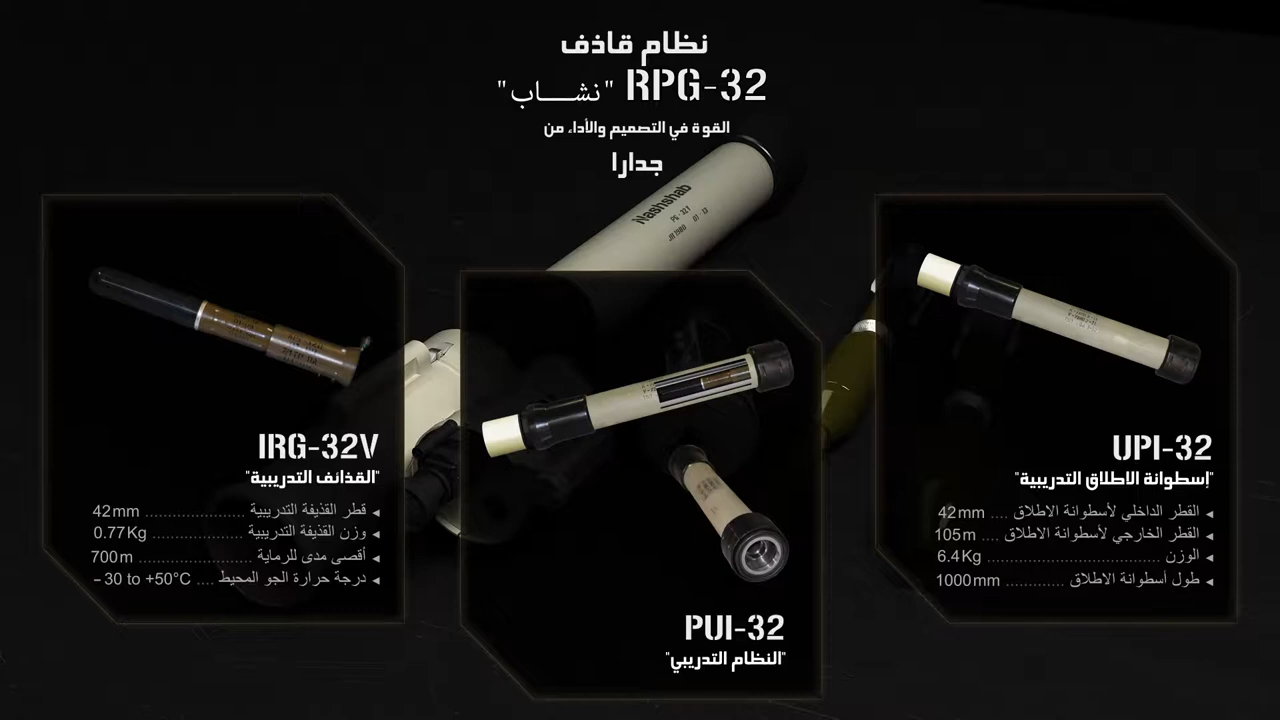 نظام قاذف
RPG-32 "نشـــاب"
القوة في التصميم والأداء من
جدارا
Nashshab
UPI-32
"إسطوانة الاطلاق التدريبية"
القطر الداخلي لأسطوانة الاطلاق .... 42mm
القطر الخارجي لأسطوانة الاطلاق ... 105m
الوزن ............................... 6.4Kg
طول أسطوانة الاطلاق ............ 1000mm
PUI-32
"النظام التدريبي"
IRG-32V
"القذائف التدريبية"
قطر القذيفة التدريبية .................... 42mm
وزن القذيفة التدريبية ................ 0.77Kg
أقصى مدى للرماية .................... 700m
درجة حرارة الجو المحيط .... – 30 to +50°C